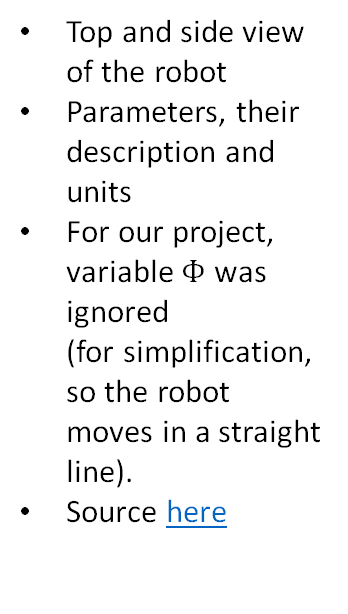 • Top and side view
of the robot
• Parameters, their
description and
units
• For our project,
variable Φ was
ignored
(for simplification,
so the robot
moves in a straight
line).
• Source here